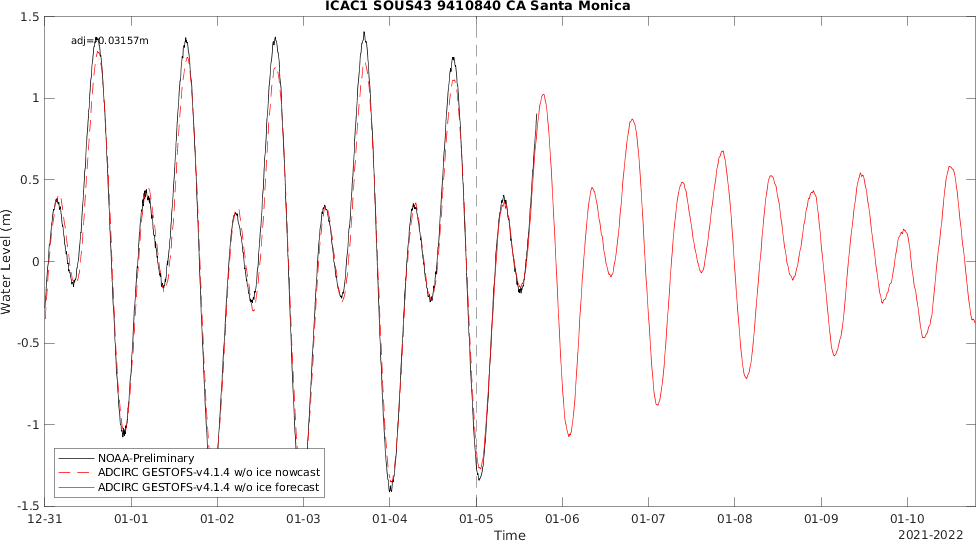 ICAC1 SOUS43 9410840 CA Santa Monica
adj=-0.03157m
1.5
1
0.5
0
-0.5
-1
-1.5
Water Level (m)
NOAA-Preliminary
ADCIRC GESTOFS-v4.1.4 w/o ice nowcast
ADCIRC GESTOFS-v4.1.4 w/o ice forecast
12-31 01-01 01-02 01-03 01-04 01-05 01-06 01-07 01-08 01-09 01-10
Time
2021-2022